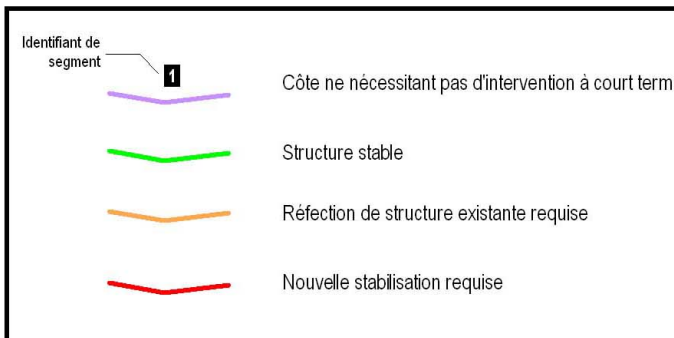 Identifiant de
segment
1
Côte ne nécessitant pas d'intervention à court term
Structure stable
Réfection de structure existante requise
Nouvelle stabilisation requise